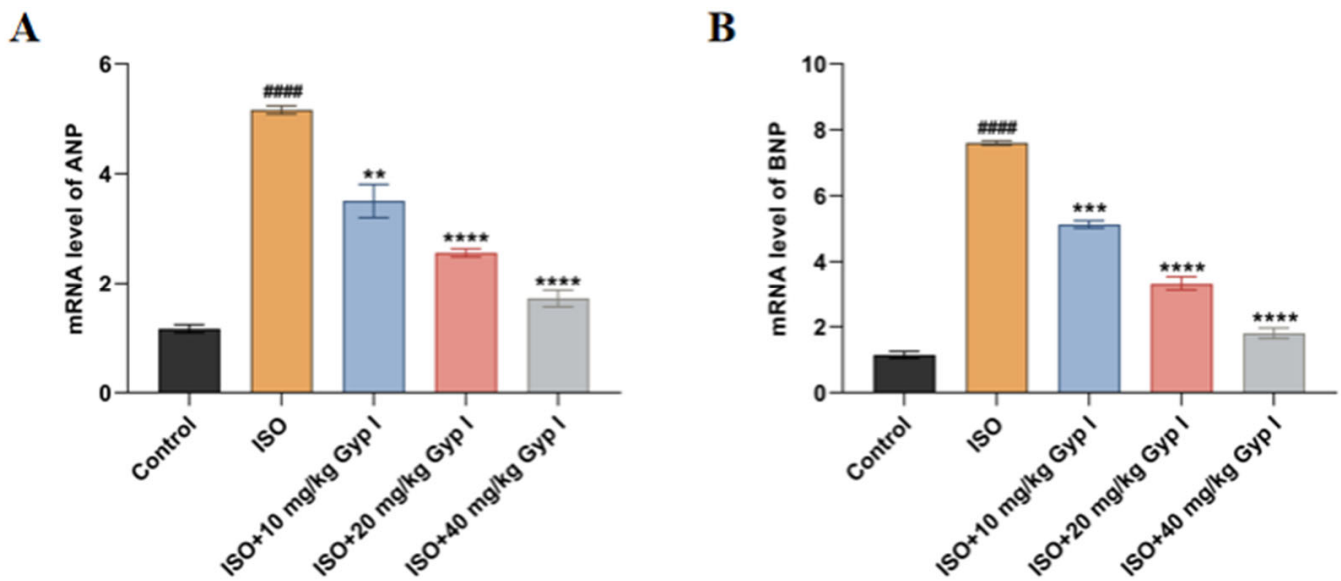 A
mRNA level of ANP
6
4
2
0
####
**
****
****
Control
ISO
ISO+10 mg/kg Gyp I
ISO+20 mg/kg Gyp I
ISO+40 mg/kg Gyp I
B
mRNA level of BNP
10
8
6
4
2
0
####
***
****
****
Control
ISO
ISO+10 mg/kg Gyp I
ISO+20 mg/kg Gyp I
ISO+40 mg/kg Gyp I